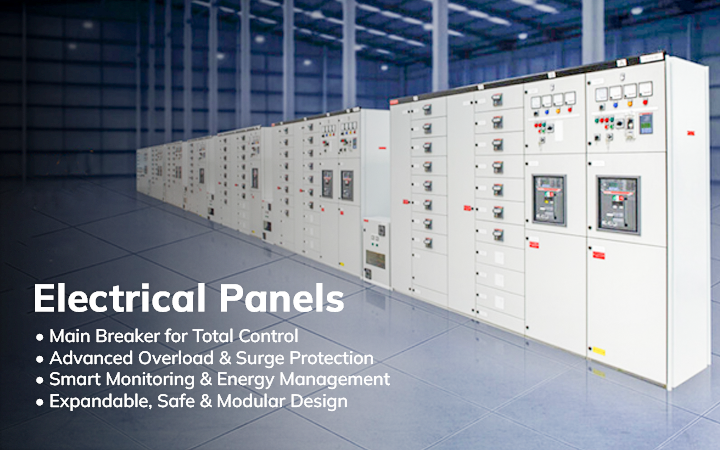 Electrical Panels
• Main Breaker for Total Control
• Advanced Overload & Surge Protection
• Smart Monitoring & Energy Management
• Expandable, Safe & Modular Design